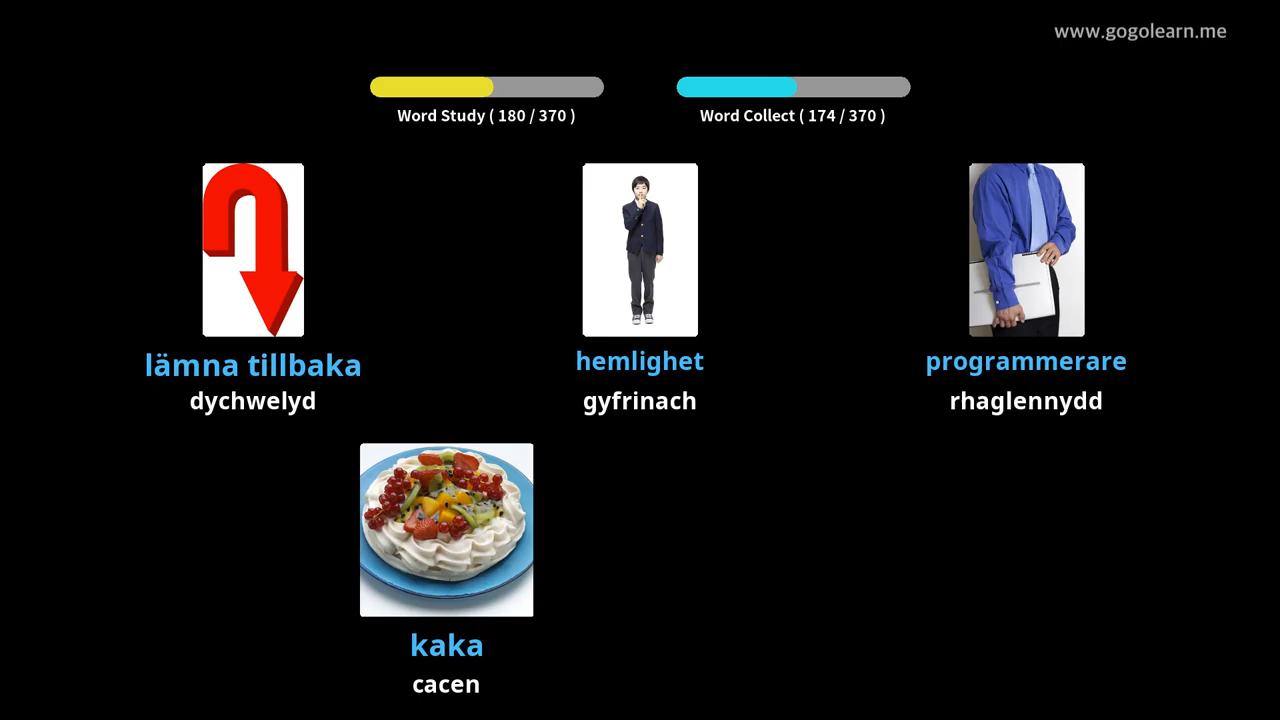 www.gogolearn.me
Word Study ( 180 / 370 )
Word Collect ( 174 / 370 )
lämna tillbaka
dychwelyd
hemlighet
gyfrinach
programmerare
rhaglennydd
kaka
cacen